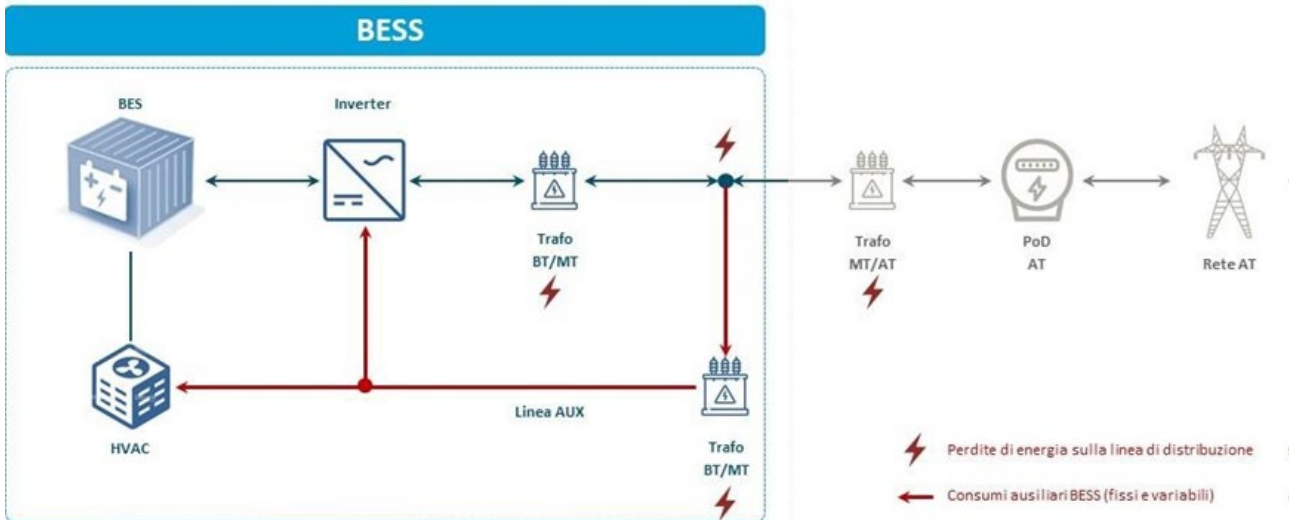 BESS
BES
Inverter
Trafo
BT/MT
Trafo
MT/AT
PoD
AT
Rete AT
Linea AUX
HVAC
Trafo
BT/MT
Perdite di energia sulla linea di distribuzione
Consumi ausiliari BESS (fissi e variabili)